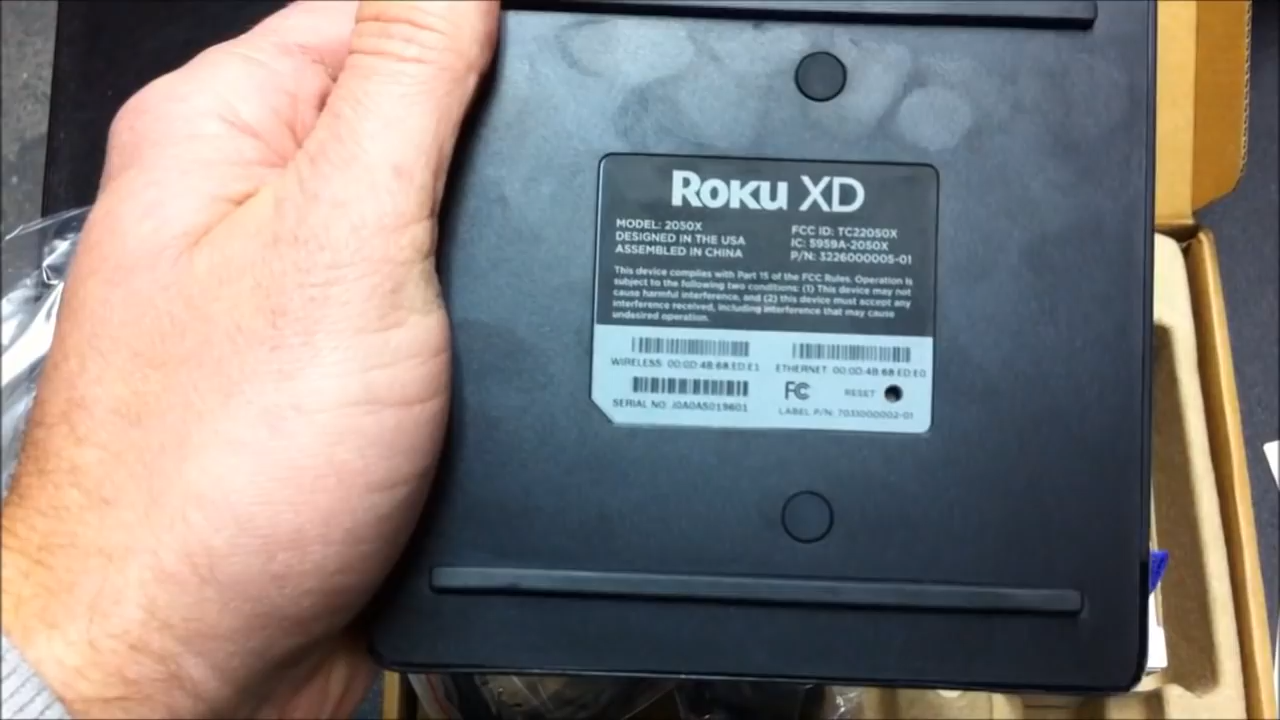 ROKU XD
MODEL: 2050X
DESIGNED IN THE USA
ASSEMBLED IN CHINA
FCC ID: TC22050X
IC: 5959A-2050X
P/N: 3226000005-01
This device complies with Part 15 of the FCC Rules. Operation is
subject to the following two conditions: (1) This device may not
cause harmful interference, and (2) this device must accept any
interference received, including interference that may cause
undesired operation.
WIRELESS: 00:0D:4B:68:ED:E1
ETHERNET: 00:0D:4B:68:ED:E0
FC
RESET
SERIAL NO: J0A0AS019601
LABEL P/N: 703X000002-01